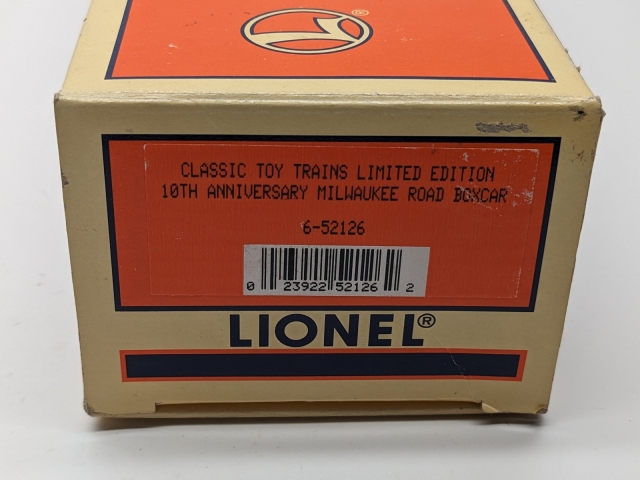 ®
CLASSIC TOY TRAINS LIMITED EDITION
10TH ANNIVERSARY MILWAUKEE ROAD BOXCAR
6-52126
0 23922 52126 2
LIONEL®